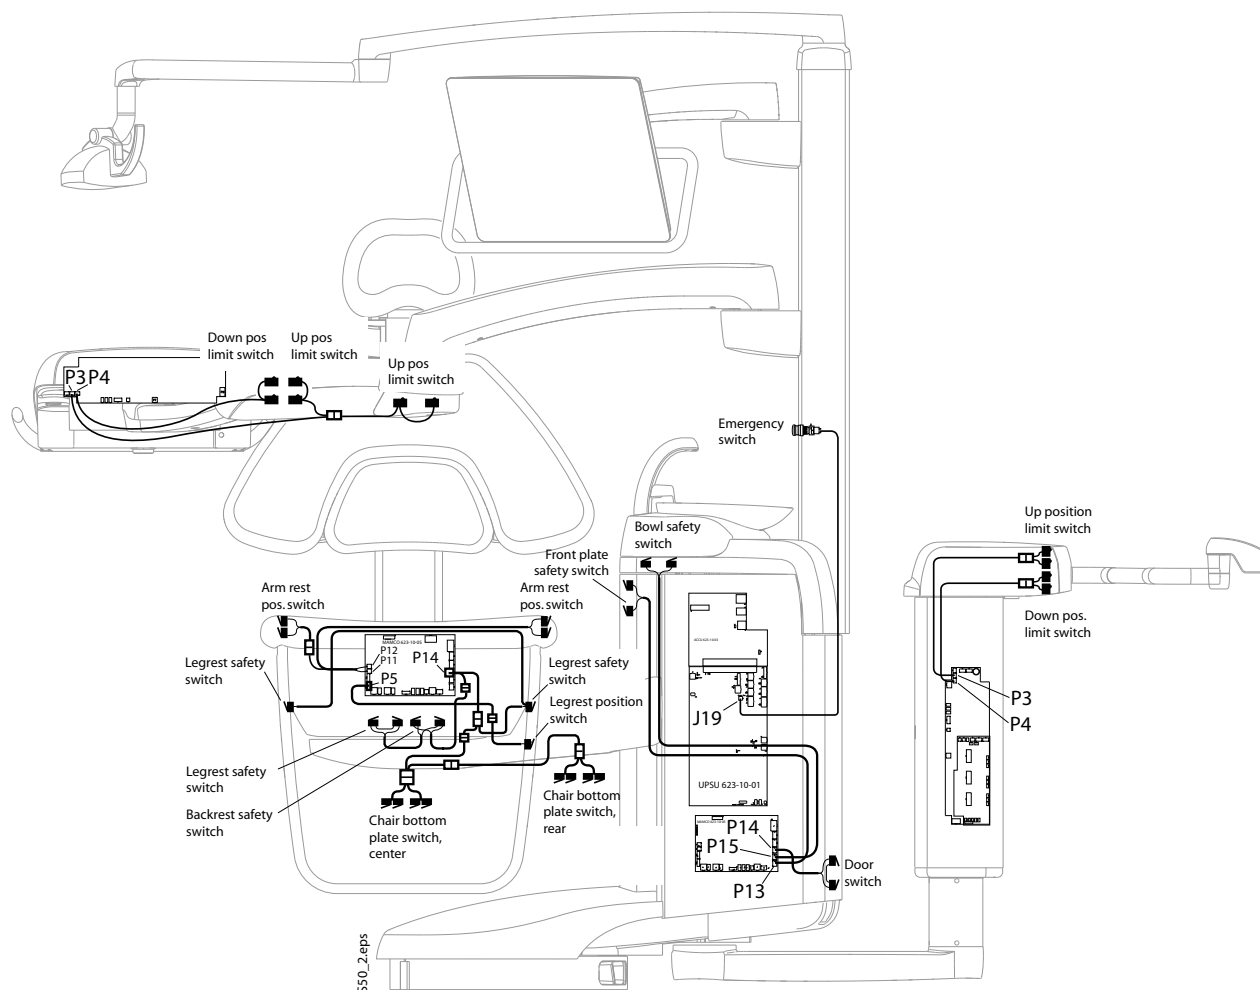 Down pos
limit switch
Up pos
limit switch
Up pos
limit switch
P3 P4
Emergency
switch
Up position
limit switch
Down pos.
limit switch
P3
P4
Bowl safety
switch
Front plate
safety switch
Arm rest
pos. switch
Arm rest
pos. switch
P12
P11
P14
P5
Legrest safety
switch
Legrest safety
switch
Legrest position
switch
Legrest safety
switch
Backrest safety
switch
Chair bottom
plate switch,
center
Chair bottom
plate switch,
rear
J19
UPSU 623-10-01
P14
P15
P13
Door
switch
550_2.eps